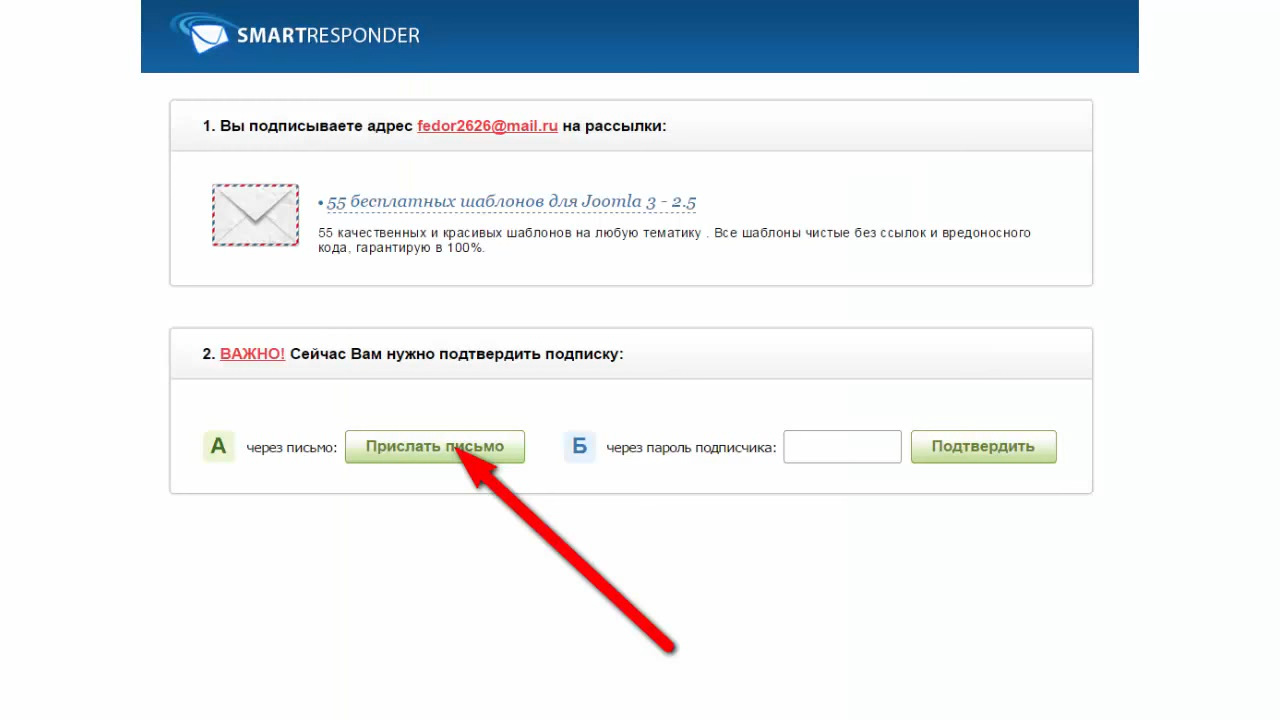 SMARTRESPONDER
1. Вы подписываете адрес fedor2626@mail.ru на рассылки:
• 55 бесплатных шаблонов для Joomla 3 - 2.5
55 качественных и красивых шаблонов на любую тематику . Все шаблоны чистые без ссылок и вредоносного
кода, гарантирую в 100%.
2. ВАЖНО! Сейчас Вам нужно подтвердить подписку:
А через письмо: Прислать письмо Б через пароль подписчика: Подтвердить